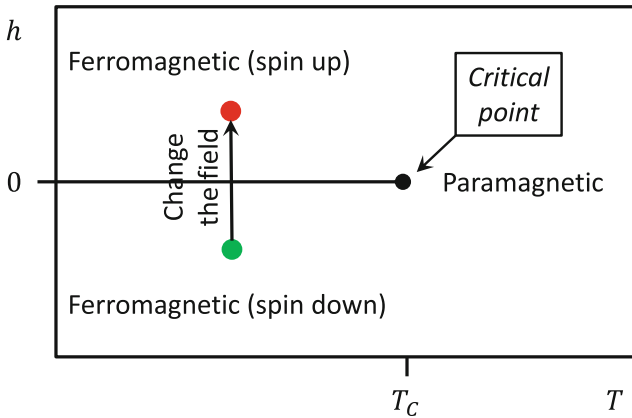 h
Ferromagnetic (spin up)
Critical
point
Change
the field
0
Paramagnetic
Ferromagnetic (spin down)
T_C
T